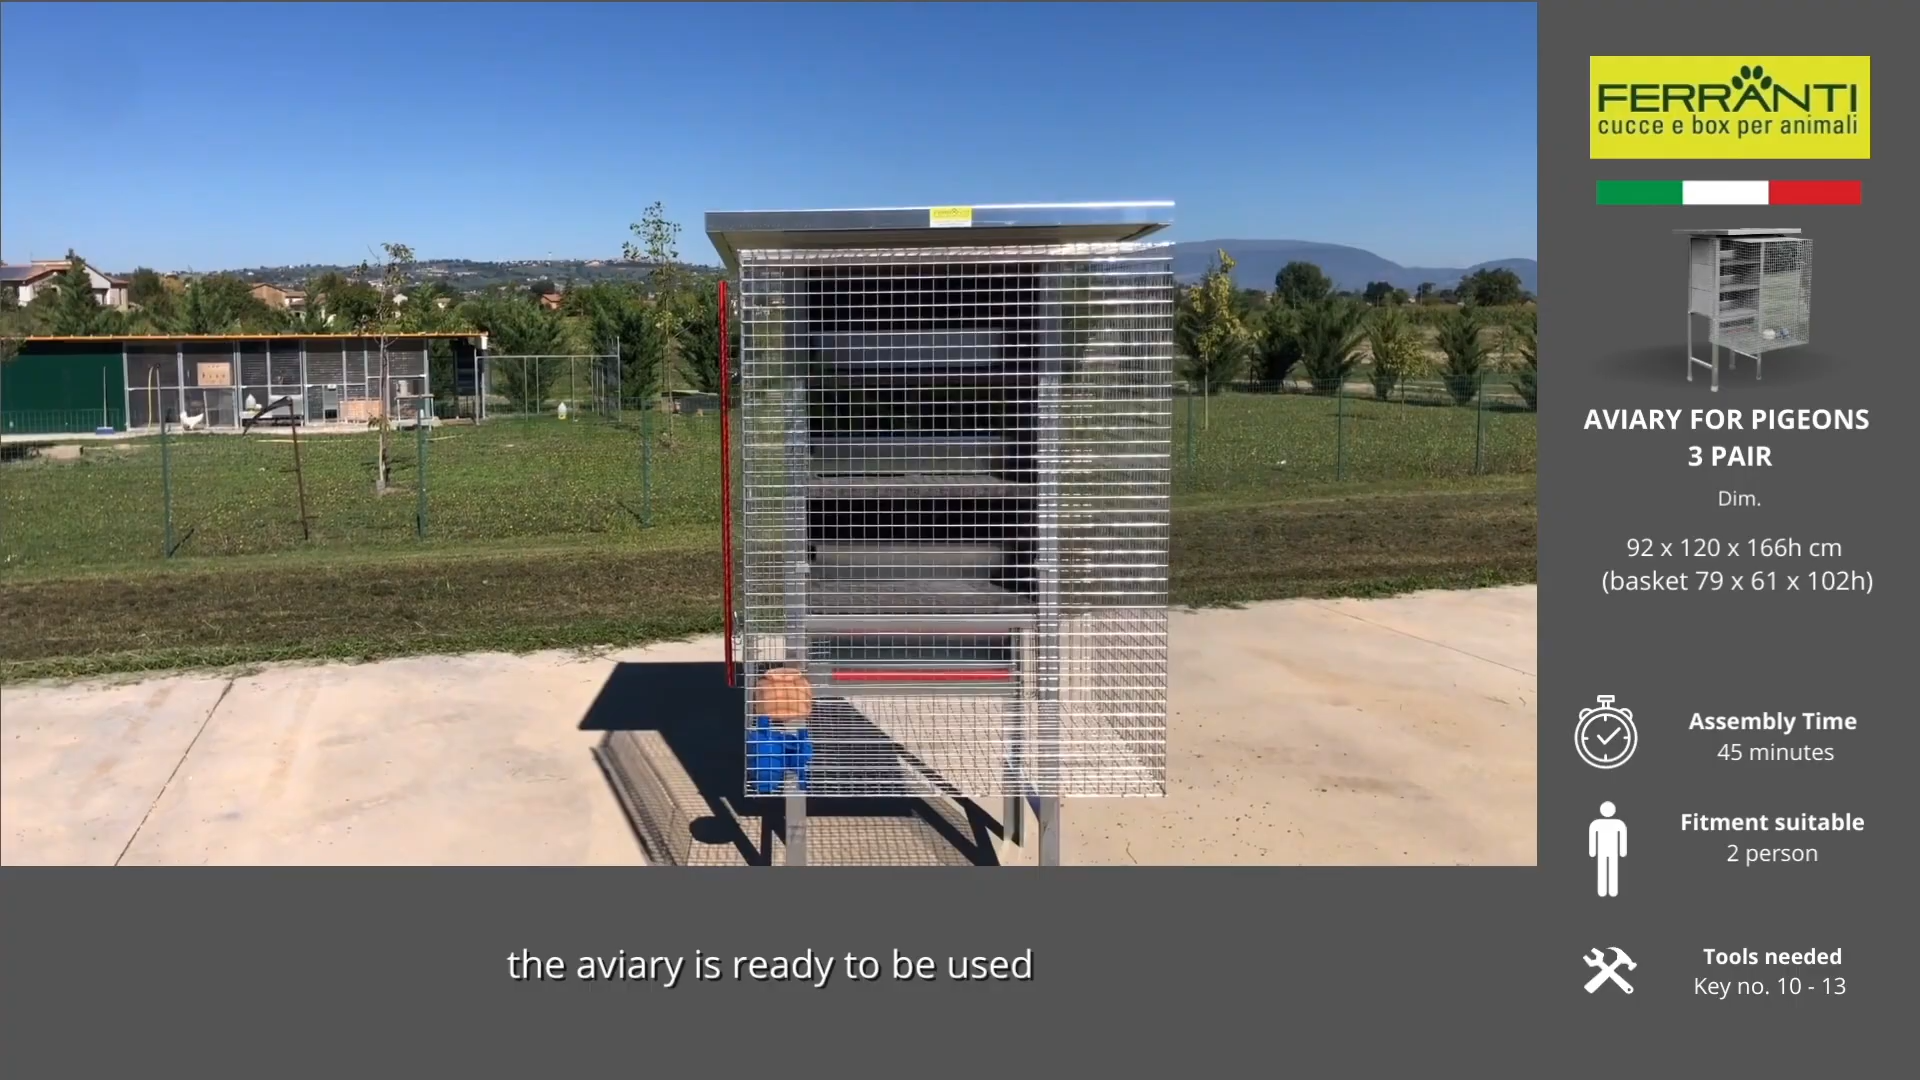 FERRANTI
FERRANTI
cucce e box per animali
AVIARY FOR PIGEONS
3 PAIR
Dim.
92 x 120 x 166h cm
(basket 79 x 61 x 102h)
Assembly Time
45 minutes
Fitment suitable
2 person
Tools needed
Key no. 10 - 13
the aviary is ready to be used